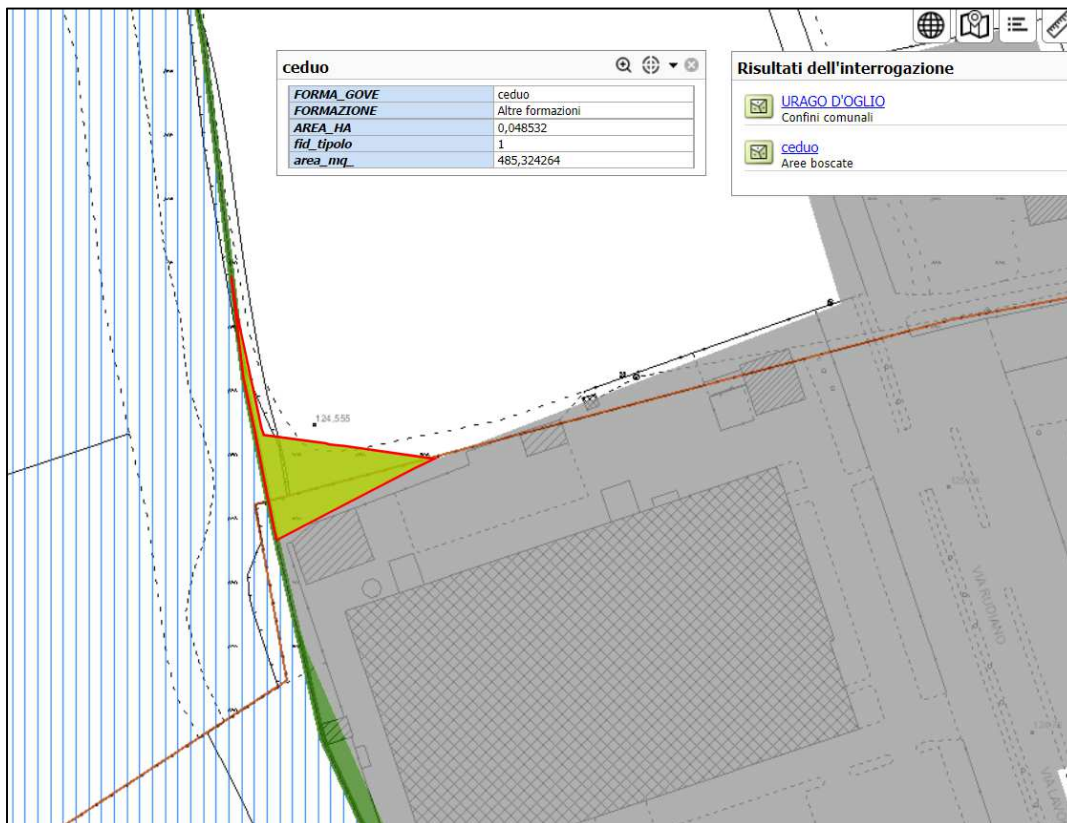 ceduo
FORMA_GOVE ceduo
FORMAZIONE Altre formazioni
AREA_HA 0,048532
fid_tipolo 1
area_mq_ 485,324264
Risultati dell'interrogazione
URAGO D'OGLIO
Confini comunali
ceduo
Aree boscate
124,555
VIA RUDIANO